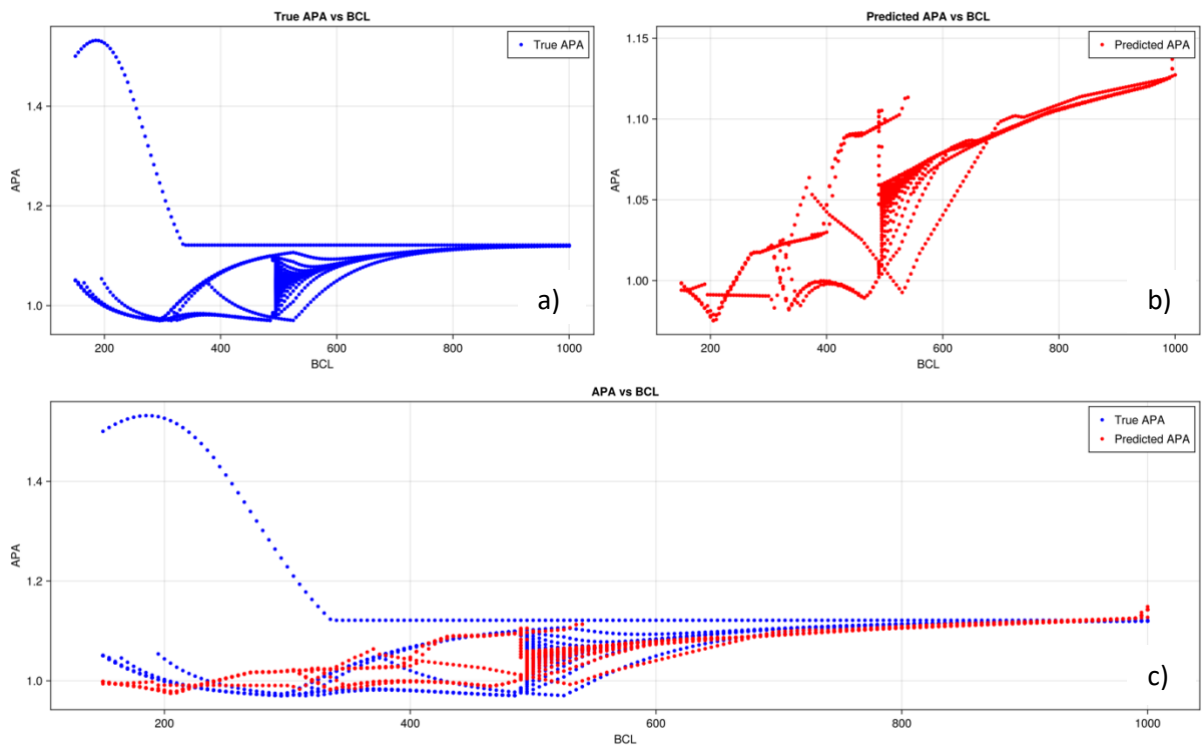 True APA vs BCL
True APA
APA
1.4
1.2
1.0
200 400 600 800 1000
BCL
a)
Predicted APA vs BCL
Predicted APA
APA
1.15
1.10
1.05
1.00
200 400 600 800 1000
BCL
b)
APA vs BCL
True APA
Predicted APA
APA
1.4
1.2
1.0
200 400 600 800 1000
BCL
c)